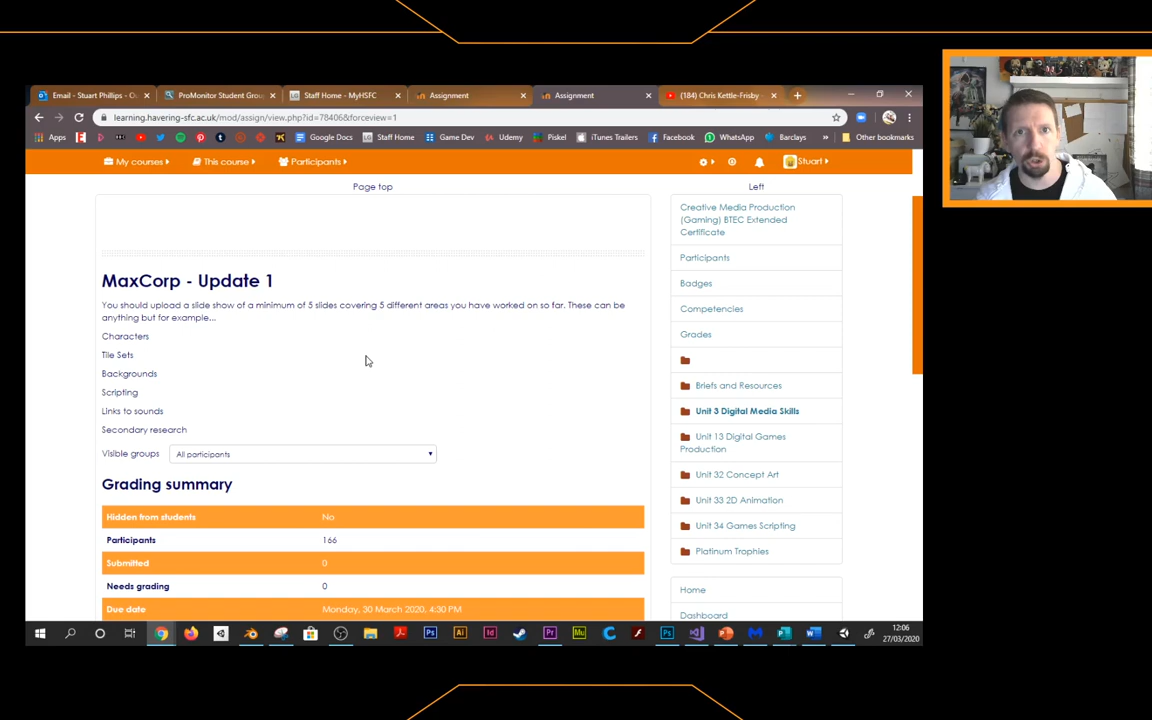 Email - Stuart Phillips - Ou
ProMonitor Student Grou
Staff Home - MyHSFC
Assignment
Assignment
(184) Chris Kettle-Frisby
learning.havering-sfc.ac.uk/mod/assign/view.php?id=78406&forceview=1
Apps
Google Docs
Staff Home
Game Dev
Udemy
Piskel
iTunes Trailers
Facebook
WhatsApp
Barclays
»
Other bookmarks
My courses
This course
Participants
Stuart
Page top
Left
MaxCorp - Update 1
You should upload a slide show of a minimum of 5 slides covering 5 different areas you have worked on so far. These can be
anything but for example...
Characters
Tile Sets
Backgrounds
Scripting
Links to sounds
Secondary research
Visible groups
All participants
Grading summary
Hidden from students No
Participants 166
Submitted 0
Needs grading 0
Due date Monday, 30 March 2020, 4:30 PM
Creative Media Production
(Gaming) BTEC Extended
Certificate
Participants
Badges
Competencies
Grades
Briefs and Resources
Unit 3 Digital Media Skills
Unit 13 Digital Games
Production
Unit 32 Concept Art
Unit 33 2D Animation
Unit 34 Games Scripting
Platinum Trophies
Home
Dashboard
12:06
27/03/2020